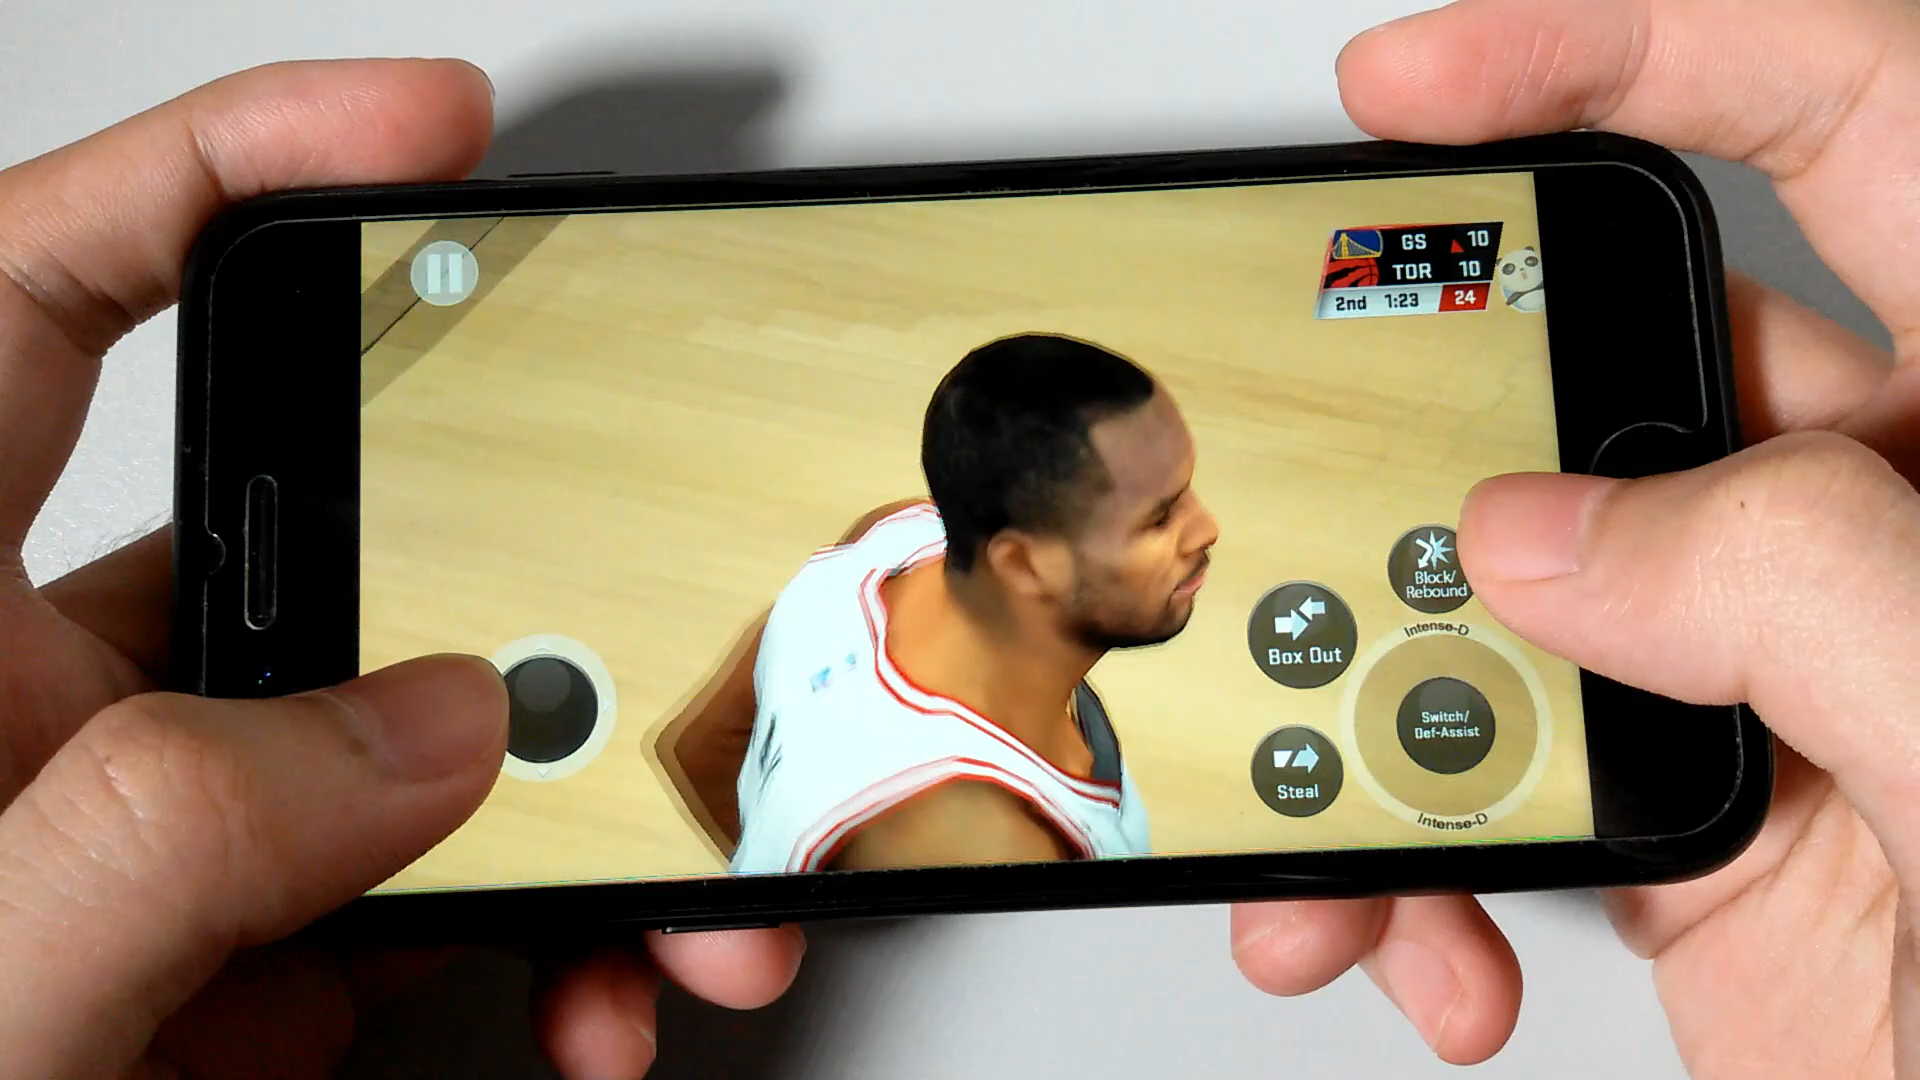 GS 10
TOR 10
2nd 1:23 24
Block/
Rebound
Intense-D
Box Out
Switch/
Def-Assist
Steal
Intense-D